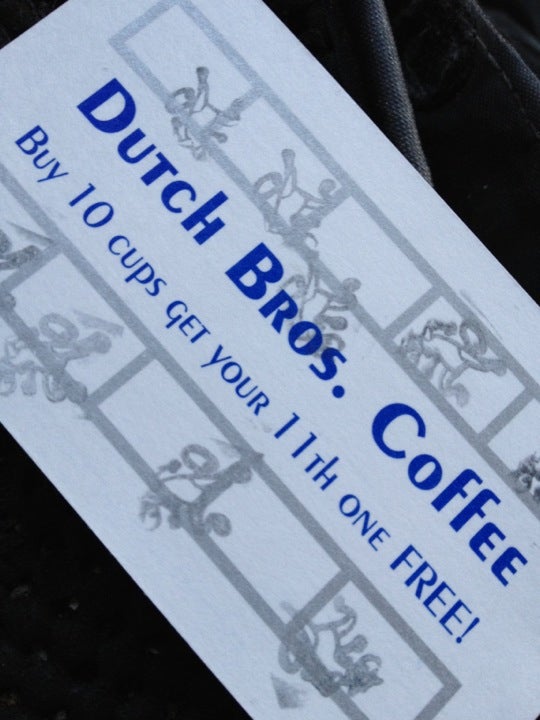 Dutch Bros. Coffee
Buy 10 cups get your 11th one FREE!